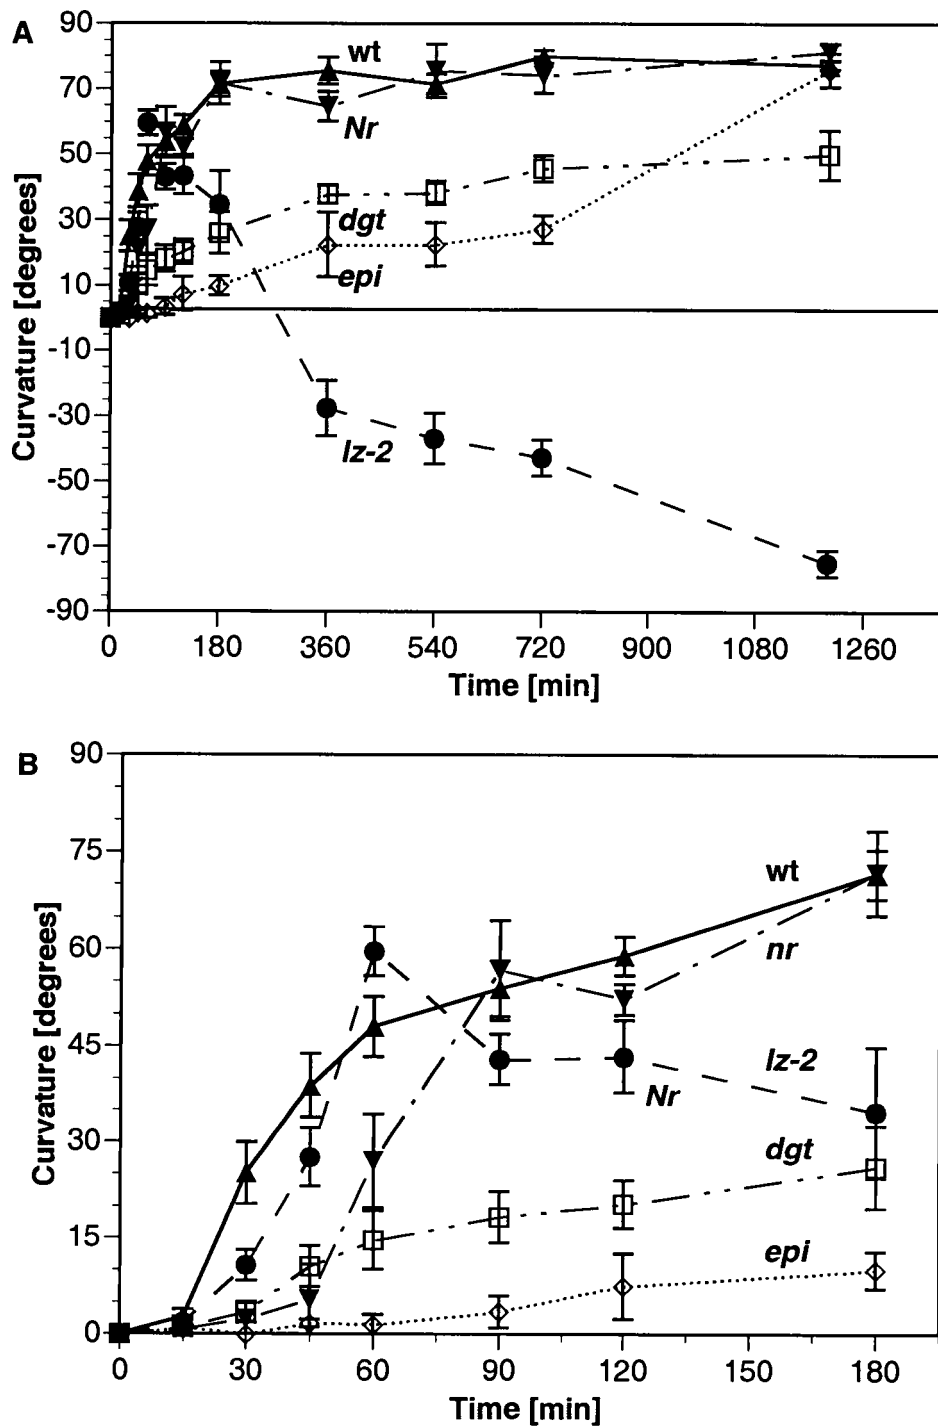 A
90
70
50
30
10
-10
-30
-50
-70
-90
Curvature [degrees]
wt
Nr
dgt
epi
lz-2
0 180 360 540 720 900 1080 1260
Time [min]
B
90
75
60
45
30
15
0
Curvature [degrees]
wt
nr
lz-2
Nr
dgt
epi
0 30 60 90 120 150 180
Time [min]